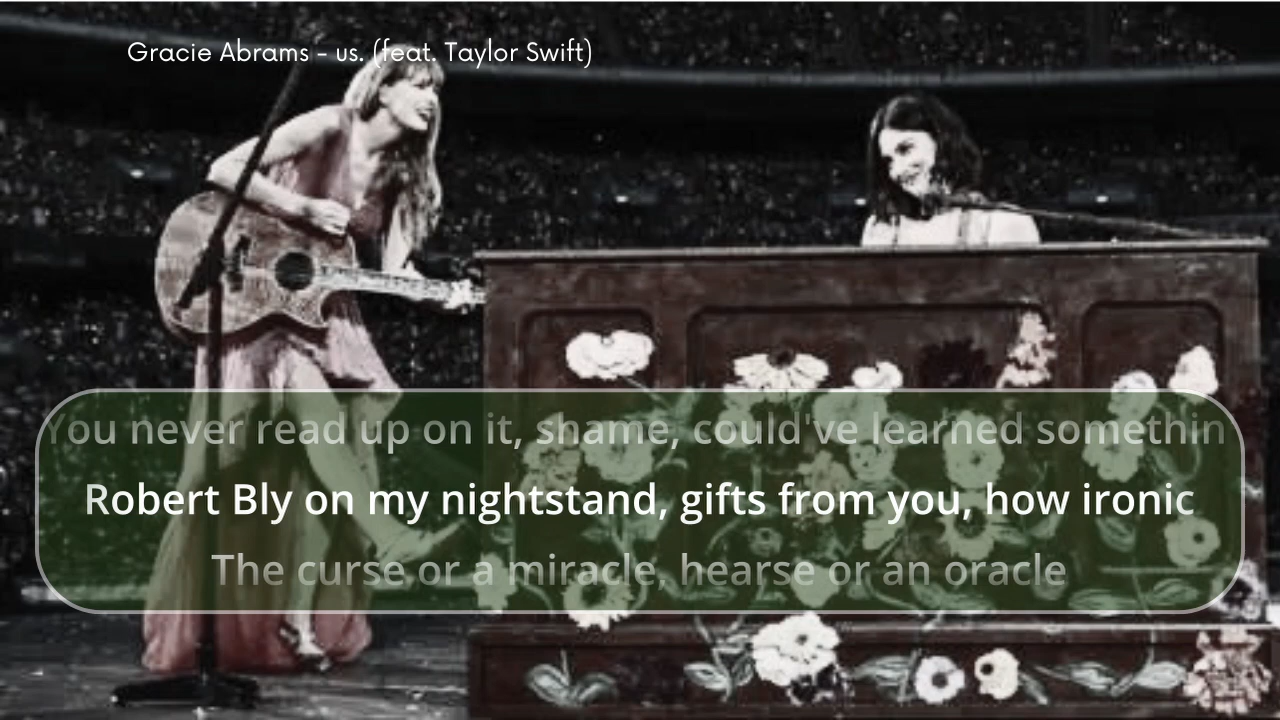 Gracie Abrams - us. (feat. Taylor Swift)
You never read up on it, shame, could've learned somethin
Robert Bly on my nightstand, gifts from you, how ironic
The curse or a miracle, hearse or an oracle